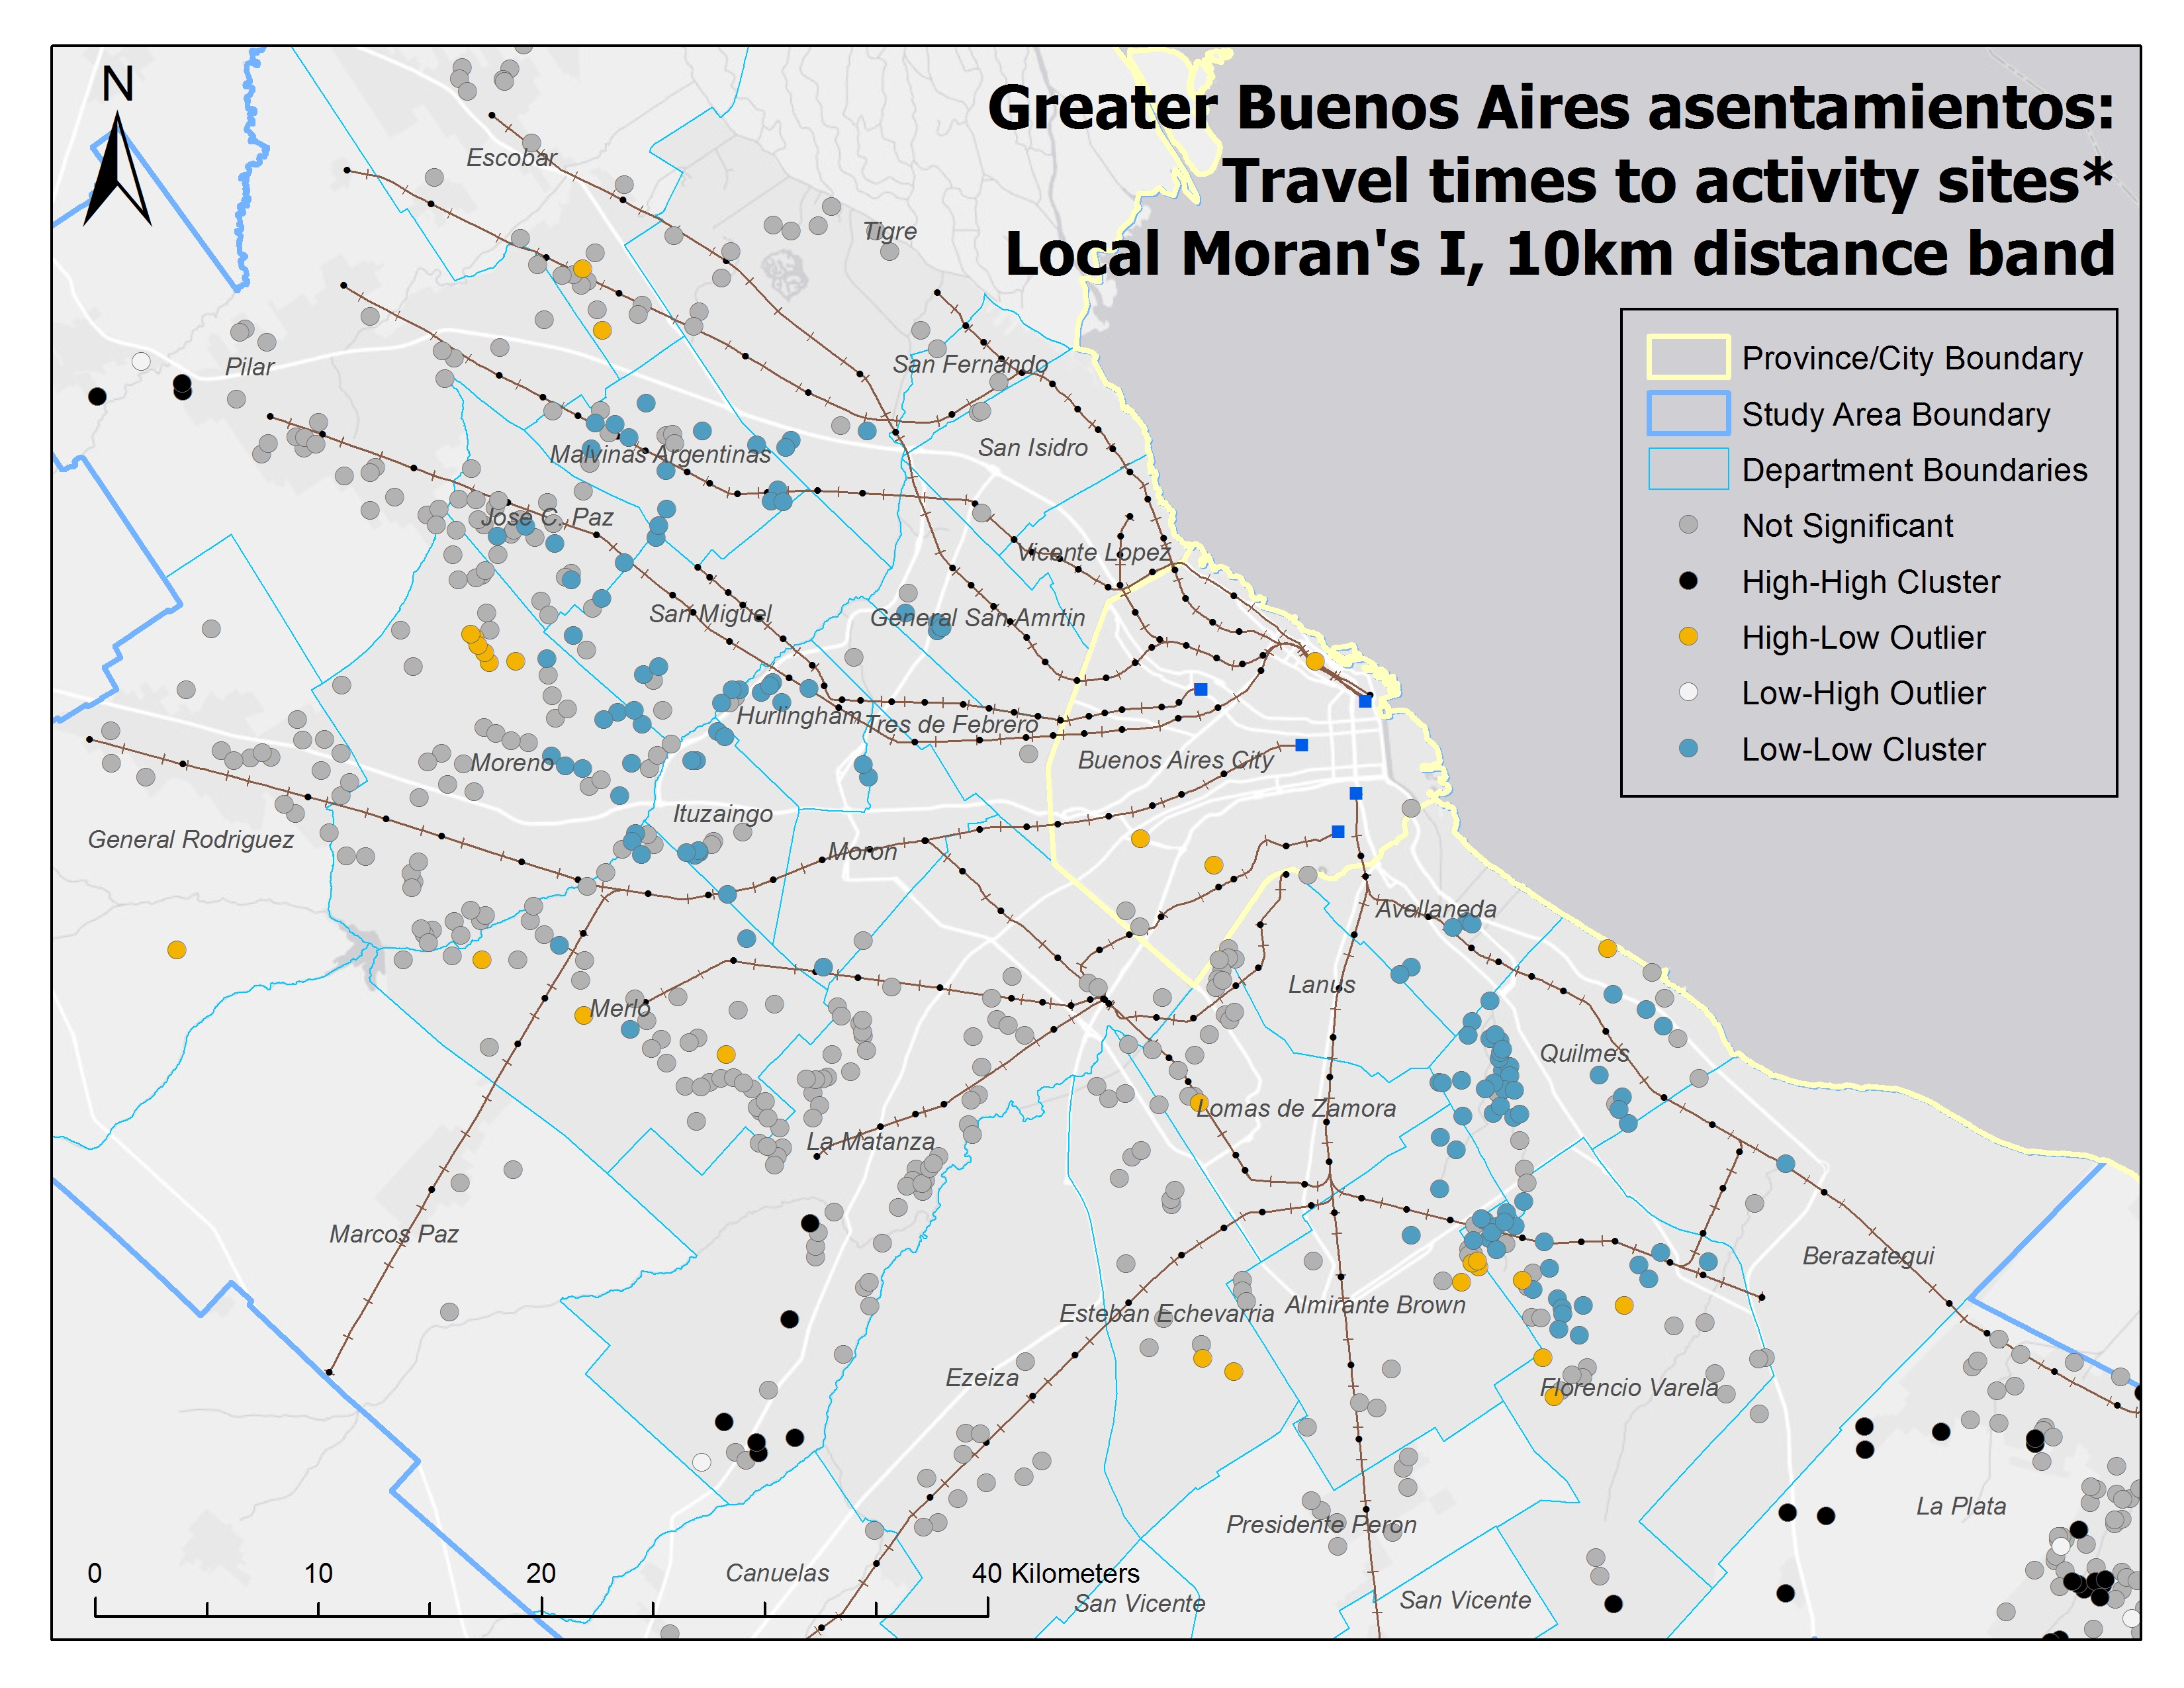 N
Greater Buenos Aires asentamientos:
Travel times to activity sites*
Local Moran's I, 10km distance band
Province/City Boundary
Study Area Boundary
Department Boundaries
Not Significant
High-High Cluster
High-Low Outlier
Low-High Outlier
Low-Low Cluster
Escobar
Tigre
Pilar
San Fernando
San Isidro
Malvinas Argentinas
Jose C. Paz
Vicente Lopez
San Miguel
General San Amrtin
Hurlingham
Tres de Febrero
Buenos Aires City
Moreno
Ituzaingo
General Rodriguez
Moron
Avellaneda
Lanus
Merlo
Quilmes
Lomas de Zamora
La Matanza
Marcos Paz
Berazategui
Esteban Echevarria
Almirante Brown
Ezeiza
Florencio Varela
La Plata
Presidente Peron
Canuelas
San Vicente
San Vicente
0 10 20 40 Kilometers